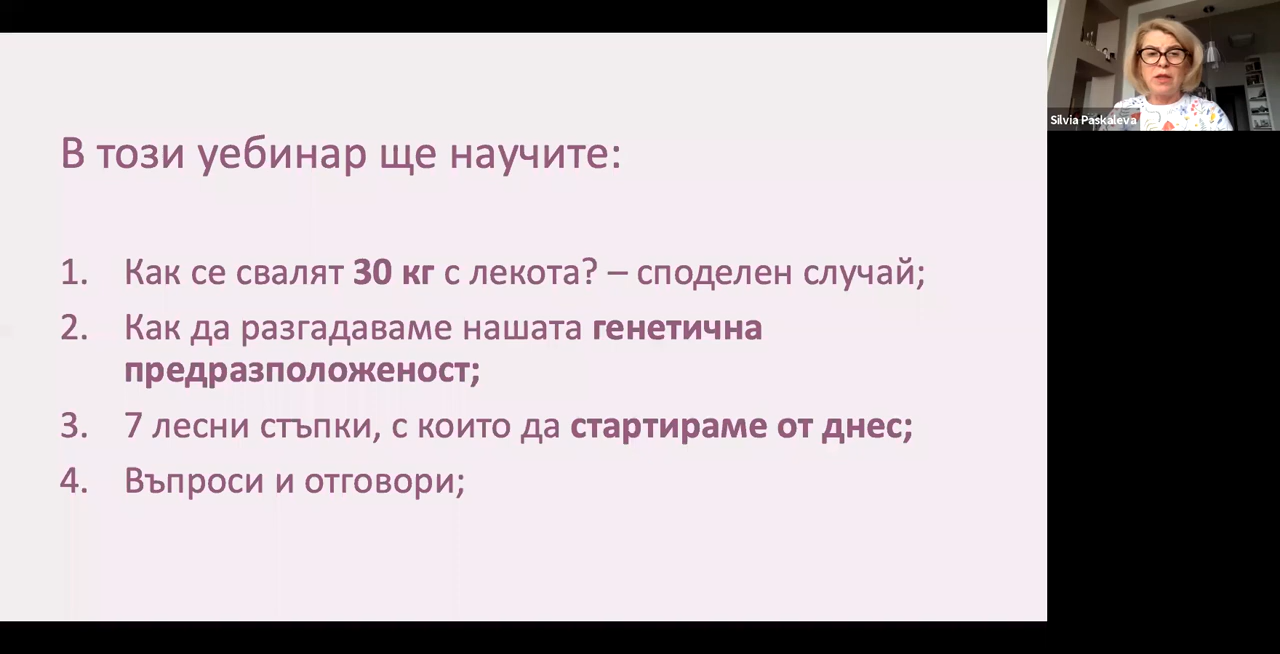 В този уебинар ще научите:
1. Как се свалят 30 кг с лекота? – споделен случай;
2. Как да разгадаваме нашата генетична
предразположеност;
3. 7 лесни стъпки, с които да стартираме от днес;
4. Въпроси и отговори;
Silvia Paskaleva